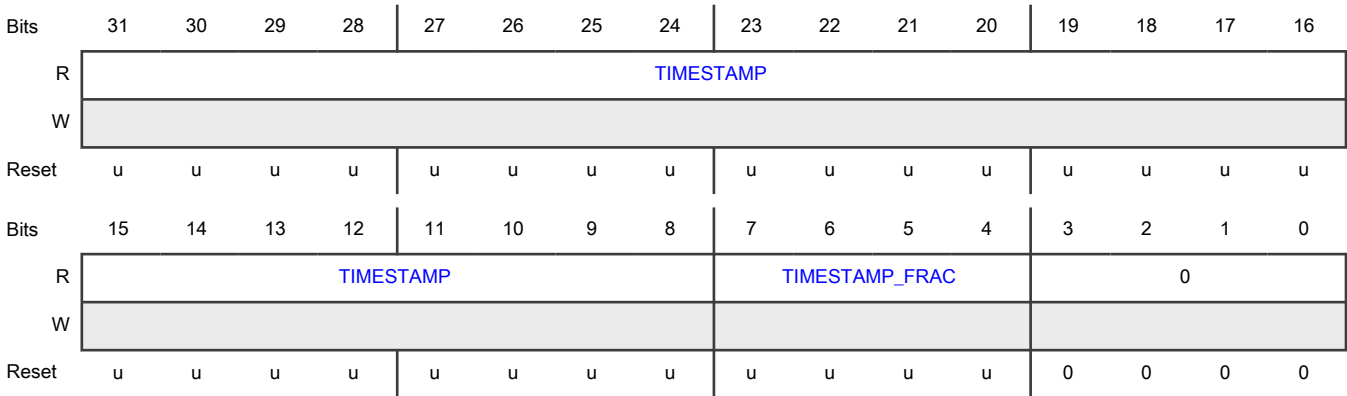 Bits 31 30 29 28 27 26 25 24 23 22 21 20 19 18 17 16
R TIMESTAMP
W
Reset u u u u u u u u u u u u u u u u
Bits 15 14 13 12 11 10 9 8 7 6 5 4 3 2 1 0
R TIMESTAMP TIMESTAMP_FRAC 0
W
Reset u u u u u u u u u u u u 0 0 0 0